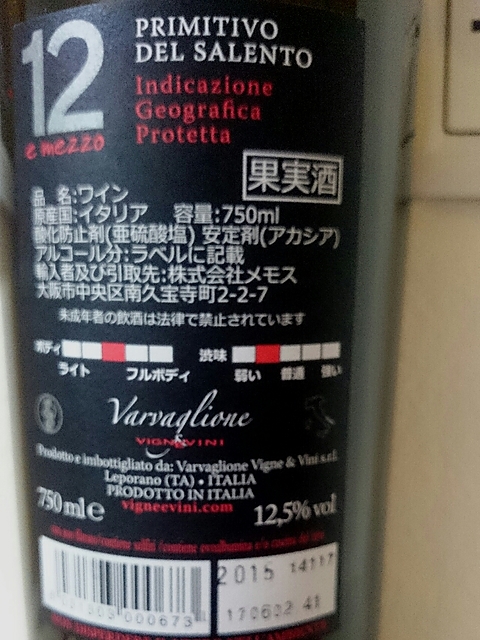 12
e mezzo
PRIMITIVO
DEL SALENTO
Indicazione
Geografica
Protetta
果実酒
品 名:ワイン
原産国:イタリア 容量:750ml
酸化防止剤(亜硫酸塩) 安定剤(アカシア)
アルコール分:ラベルに記載
輸入者及び引取先:株式会社メモス
大阪市中央区南久宝寺町2-2-7
未成年者の飲酒は法律で禁止されています
ボディ 渋味
ライト フルボディ 弱い 普通 強い
Varvaglione
VIGNE&VINI
Prodotto e imbottigliato da: Varvaglione Vigne & Vini s.r.l.
Leporano (TA) • ITALIA
PRODOTTO IN ITALIA
vigneevini.com
750 ml e 12,5% vol
2015 14117
170602 41
000673